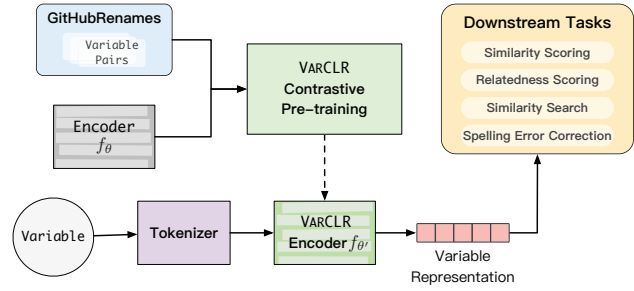 GitHubRenames
Variable
Pairs
Encoder
fθ
VARCLR
Contrastive
Pre-training
Downstream Tasks
Similarity Scoring
Relatedness Scoring
Similarity Search
Spelling Error Correction
Variable
Tokenizer
VARCLR
Encoder fθ′
Variable
Representation